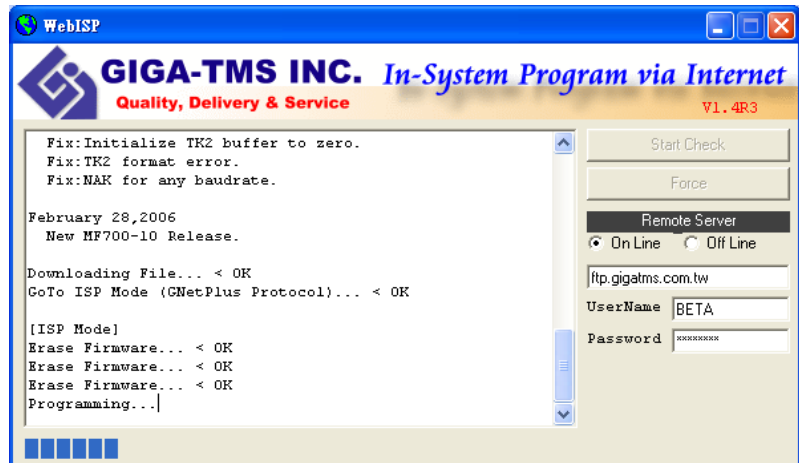 WebISP
GIGA-TMS INC. In-System Program via Internet
Quality, Delivery & Service
V1.4R3
Fix:Initialize TK2 buffer to zero.
Fix:TK2 format error.
Fix:NAK for any baudrate.
February 28,2006
New MF700-10 Release.
Downloading File... < OK
GoTo ISP Mode (GNetPlus Protocol)... < OK
[ISP Mode]
Erase Firmware... < OK
Erase Firmware... < OK
Erase Firmware... < OK
Programming...
Start Check
Force
Remote Server
On Line Off Line
ftp.gigatms.com.tw
UserName BETA
Password xxxxxxxx